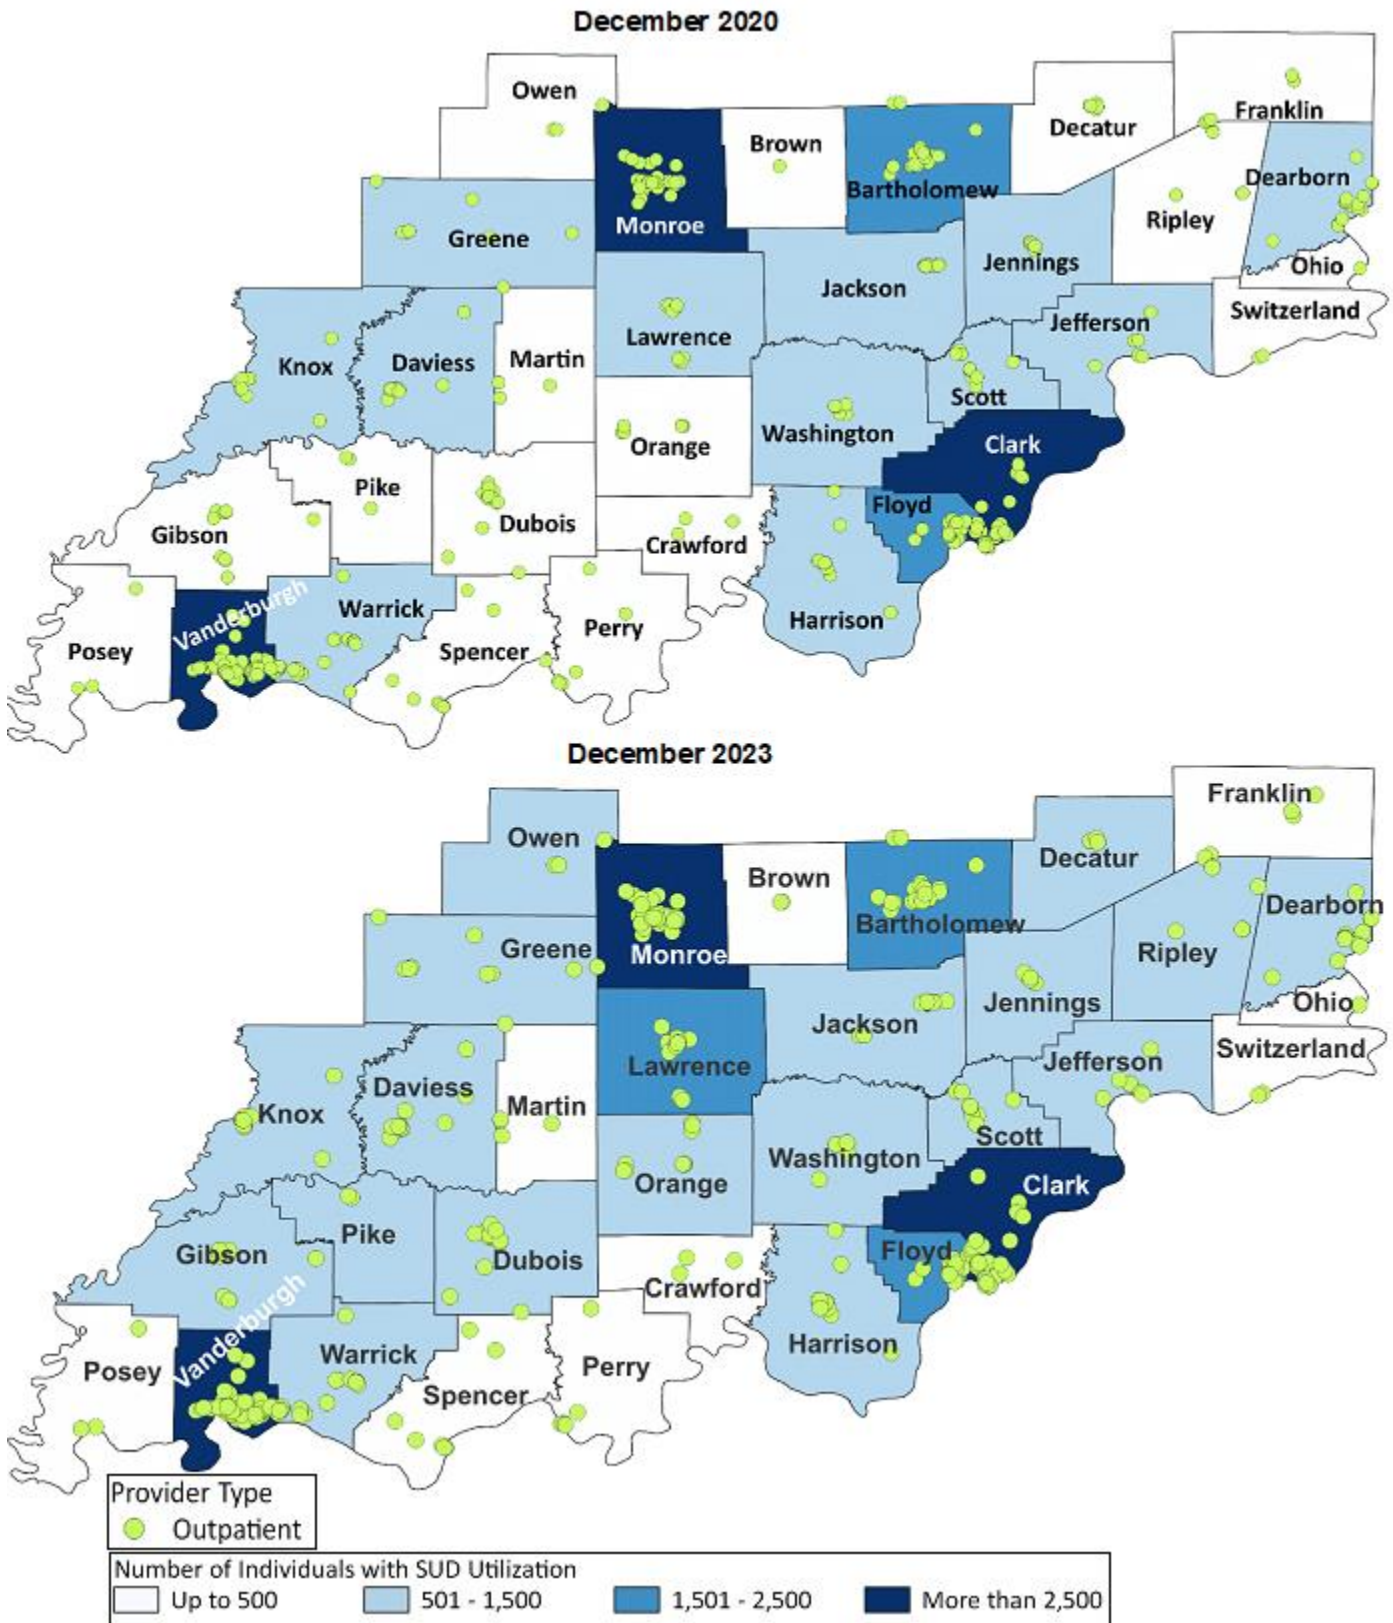 December 2020
Owen
Franklin
Decatur
Brown
Dearborn
Bartholomew
Ripley
Monroe
Greene
Jennings
Ohio
Jackson
Switzerland
Jefferson
Lawrence
Martin
Daviess
Knox
Scott
Washington
Orange
Clark
Pike
Floyd
Dubois
Gibson
Crawford
Vanderburgh
Warrick
Harrison
Perry
Posey
Spencer
December 2023
Franklin
Owen
Decatur
Brown
Dearborn
Bartholomew
Greene
Monroe
Ripley
Jennings
Ohio
Jackson
Switzerland
Jefferson
Lawrence
Daviess
Martin
Knox
Scott
Washington
Orange
Clark
Pike
Gibson
Floyd
Dubois
Crawford
Vanderburgh
Harrison
Warrick
Perry
Posey
Spencer
Provider Type
Outpatient
Number of Individuals with SUD Utilization
Up to 500 501 - 1,500 1,501 - 2,500 More than 2,500